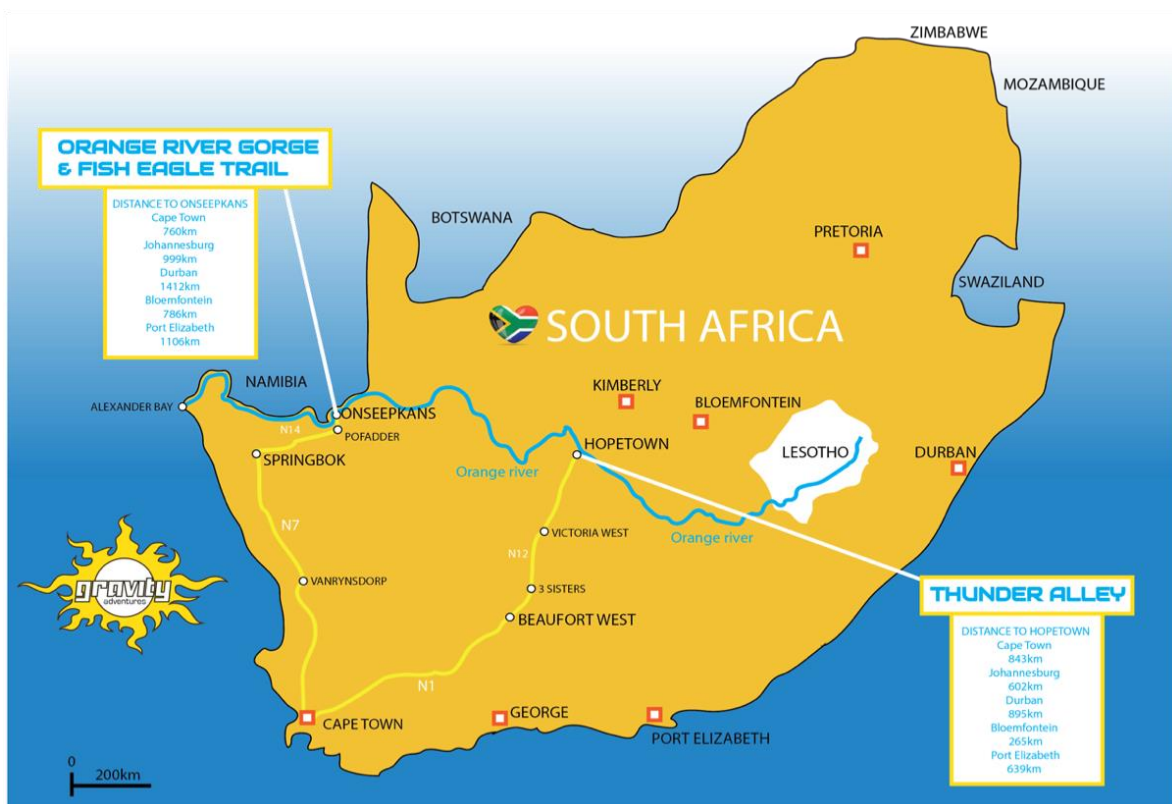 ZIMBABWE
MOZAMBIQUE
ORANGE RIVER GORGE
& FISH EAGLE TRAIL
DISTANCE TO ONSEEPKANS
Cape Town
760km
Johannesburg
999km
Durban
1412km
Bloemfontein
786km
Port Elizabeth
1106km
BOTSWANA
PRETORIA
SWAZILAND
SOUTH AFRICA
NAMIBIA
ALEXANDER BAY
ONSEEPKANS
N14
POFADDER
SPRINGBOK
KIMBERLY
BLOEMFONTEIN
HOPETOWN
LESOTHO
DURBAN
Orange river
Orange river
N7
VICTORIA WEST
N12
VANRYNSDORP
3 SISTERS
BEAUFORT WEST
gravity
adventures
THUNDER ALLEY
DISTANCE TO HOPETOWN
Cape Town
843km
Johannesburg
602km
Durban
895km
Bloemfontein
265km
Port Elizabeth
639km
N1
CAPE TOWN
GEORGE
PORT ELIZABETH
0
200km